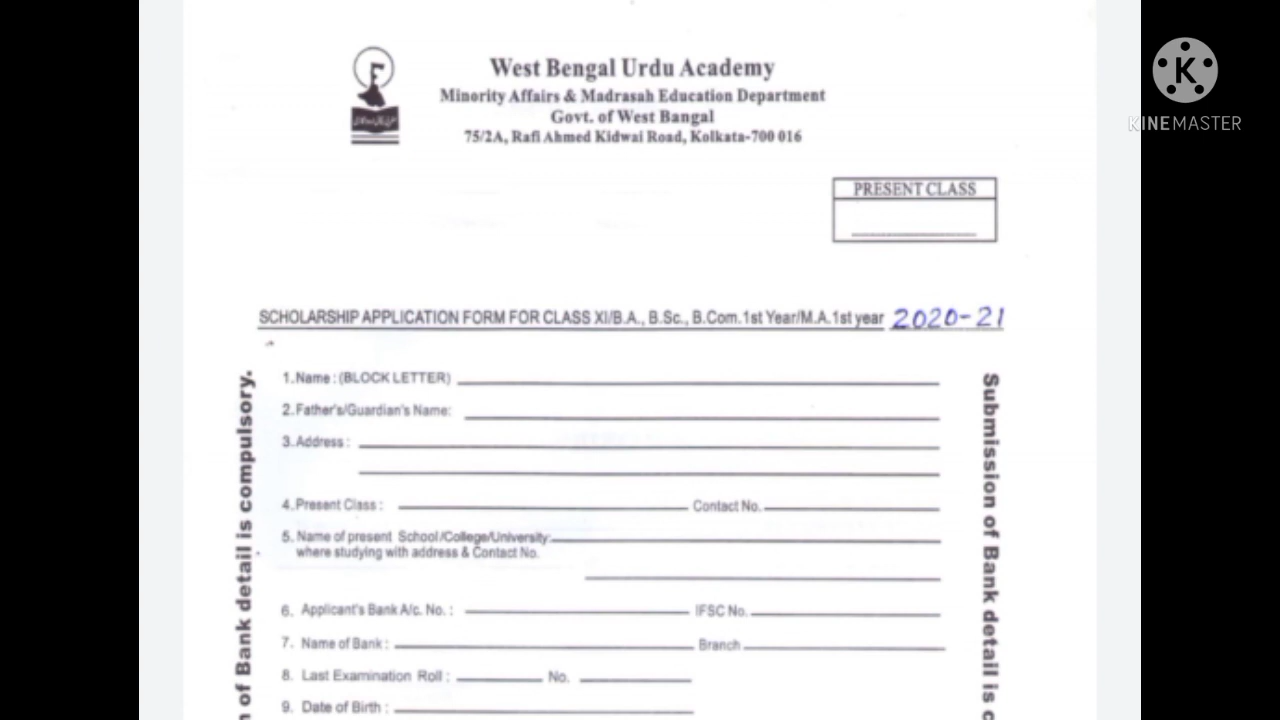 West Bengal Urdu Academy
Minority Affairs & Madrasah Education Department
Govt. of West Bangal
75/2A, Rafi Ahmed Kidwai Road, Kolkata-700 016
KINEMASTER
PRESENT CLASS
SCHOLARSHIP APPLICATION FORM FOR CLASS XI/B.A., B.Sc., B.Com.1st Year/M.A.1st year 2020-21
1.Name : (BLOCK LETTER)
2.Father's/Guardian's Name:
3.Address :
4.Present Class : Contact No.
5. Name of present School/College/University:
where studying with address & Contact No.
6. Applicant's Bank A/c. No. : IFSC No.
7. Name of Bank : Branch
8. Last Examination Roll : No.
9. Date of Birth :
of Bank detail is compulsory.
Submission of Bank detail is